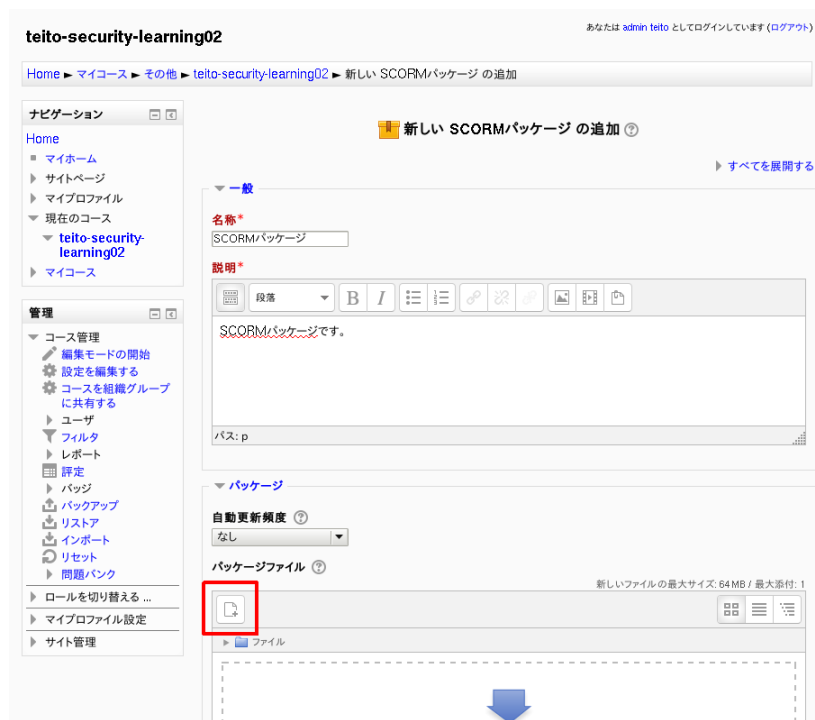 teito-security-learning02
あなたは admin teito としてログインしています (ログアウト)
Home ► マイコース ► その他 ► teito-security-learning02 ► 新しい SCORMパッケージ の追加
ナビゲーション
Home
マイホーム
サイトページ
マイプロファイル
現在のコース
teito-security-
learning02
マイコース
管理
コース管理
編集モードの開始
設定を編集する
コースを組織グループ
に共有する
ユーザ
フィルタ
レポート
評定
バッジ
バックアップ
リストア
インポート
リセット
問題バンク
ロールを切り替える ...
マイプロファイル設定
サイト管理
新しい SCORMパッケージ の追加
すべてを展開する
一般
名称*
SCORMパッケージ
説明*
段落
B I
SCORMパッケージです。
パス: p
パッケージ
自動更新頻度
なし
パッケージファイル
新しいファイルの最大サイズ: 64MB / 最大添付: 1
ファイル